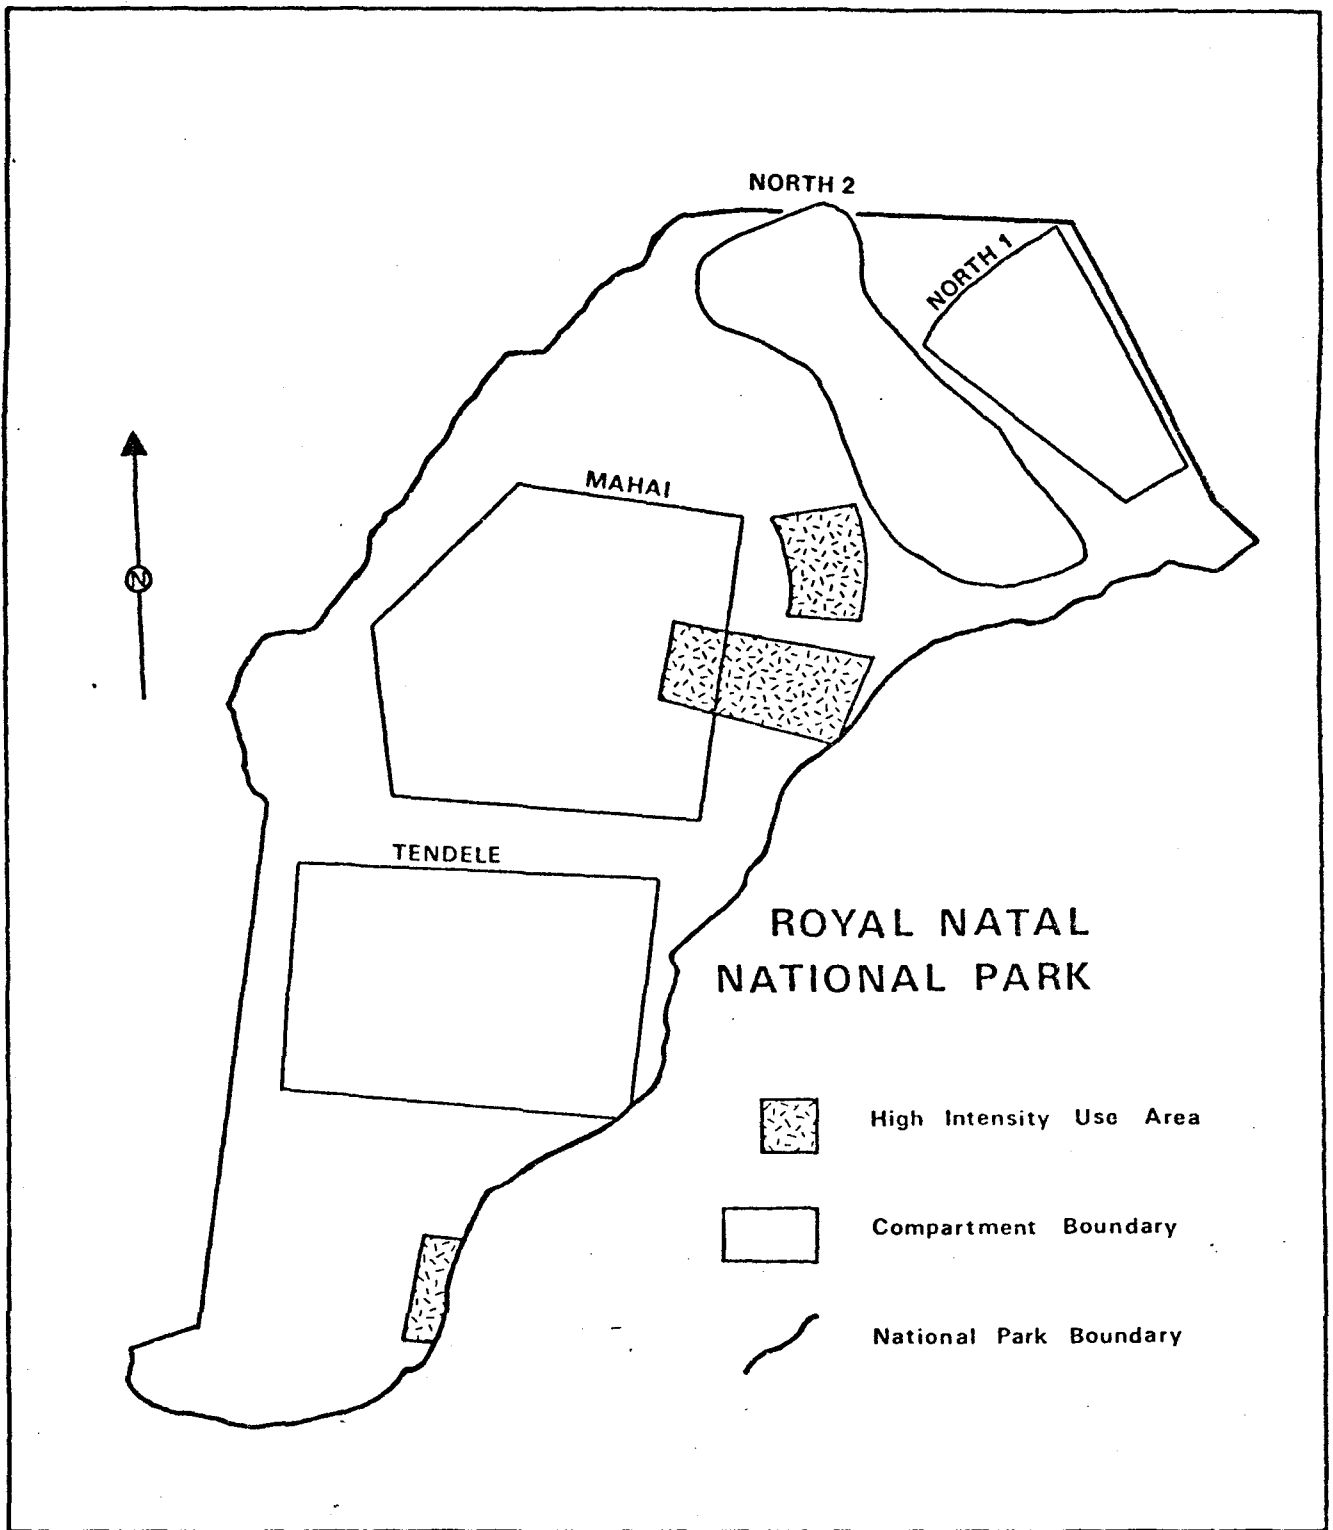 NORTH 2
NORTH 1
MAHAI
N
TENDELE
ROYAL NATAL
NATIONAL PARK
High Intensity Use Area
Compartment Boundary
National Park Boundary